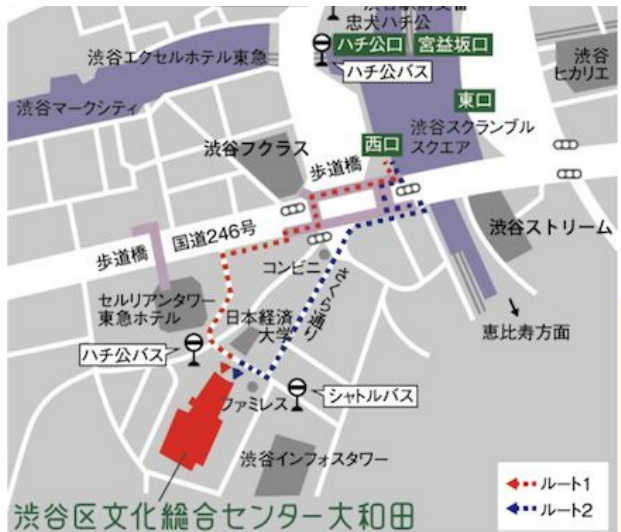 忠犬ハチ公
渋谷エクセルホテル東急
ハチ公口
宮益坂口
ハチ公バス
渋谷
ヒカリエ
渋谷マークシティ
東口
渋谷スクランブル
スクエア
渋谷フクラス
西口
歩道橋
国道246号
歩道橋
渋谷ストリーム
コンビニ
さくら通り
セルリアンタワー
東急ホテル
日本経済
大学
恵比寿方面
ハチ公バス
ファミレス
シャトルバス
渋谷インフォスタワー
ルート1
ルート2
渋谷区文化総合センター大和田